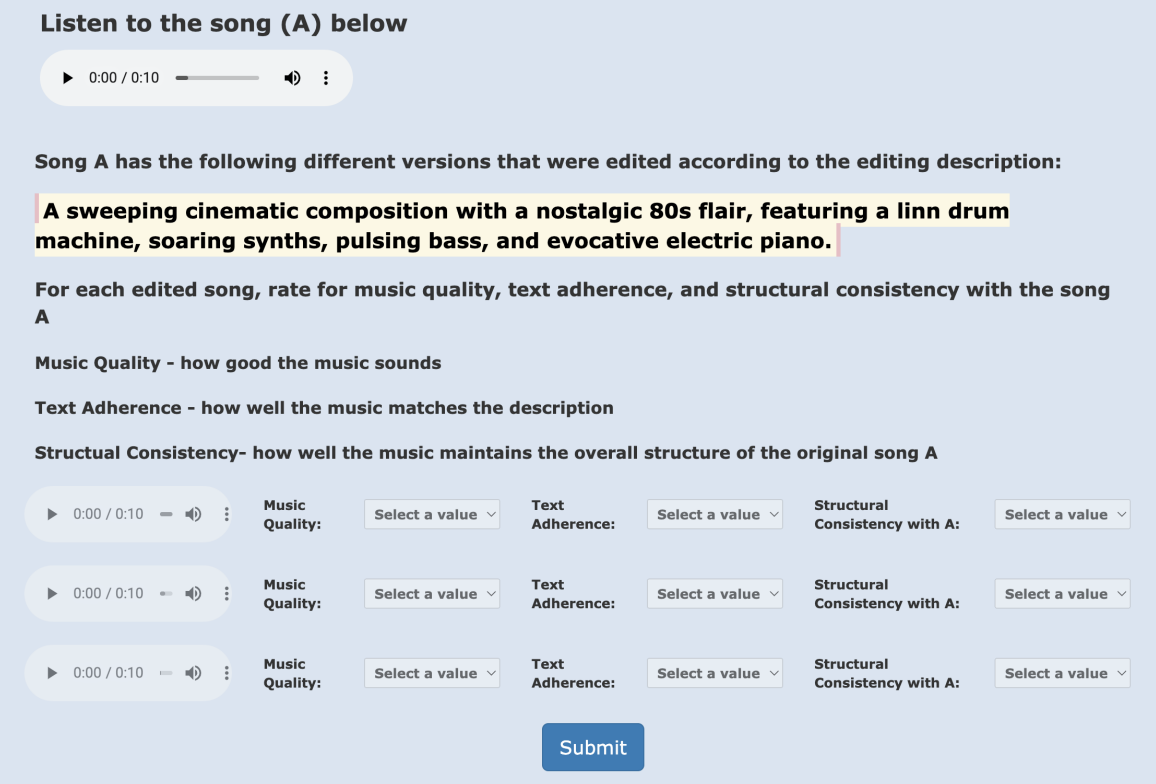 Listen to the song (A) below
0:00 / 0:10
Song A has the following different versions that were edited according to the editing description:
A sweeping cinematic composition with a nostalgic 80s flair, featuring a linn drum
machine, soaring synths, pulsing bass, and evocative electric piano.
For each edited song, rate for music quality, text adherence, and structural consistency with the song
A
Music Quality - how good the music sounds
Text Adherence - how well the music matches the description
Structual Consistency- how well the music maintains the overall structure of the original song A
0:00 / 0:10
Music
Quality:
Select a value
Text
Adherence:
Select a value
Structural
Consistency with A:
Select a value
0:00 / 0:10
Music
Quality:
Select a value
Text
Adherence:
Select a value
Structural
Consistency with A:
Select a value
0:00 / 0:10
Music
Quality:
Select a value
Text
Adherence:
Select a value
Structural
Consistency with A:
Select a value
Submit